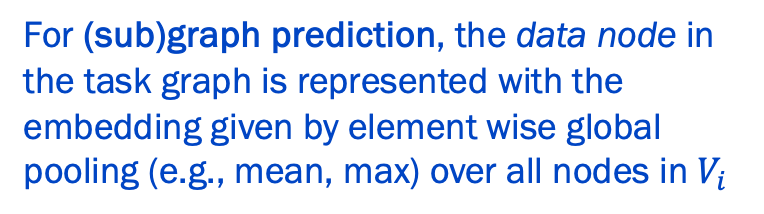 For (sub)graph prediction, the data node in
the task graph is represented with the
embedding given by element wise global
pooling (e.g., mean, max) over all nodes in V_i